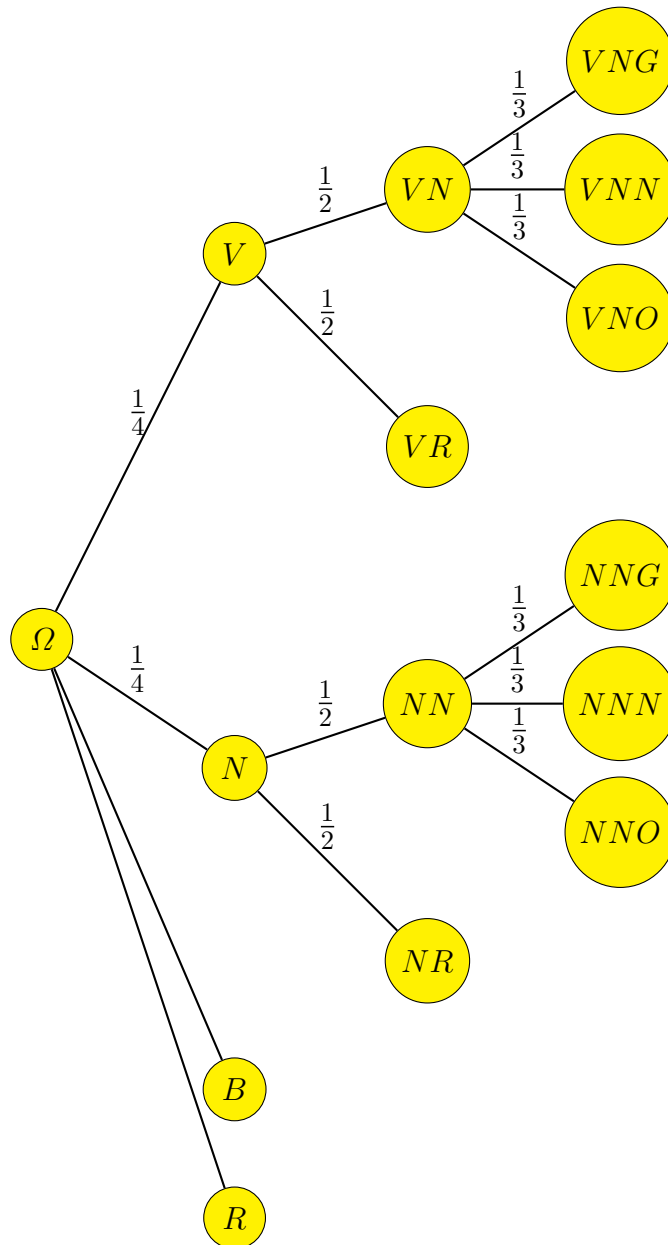 VNG
1/3
VNN
1/3
VN
1/2
1/3
V
VNO
1/2
1/4
VR
NNG
1/3
Ω
1/4
1/3
NN
NNN
1/2
1/3
N
NNO
1/2
NR
B
R